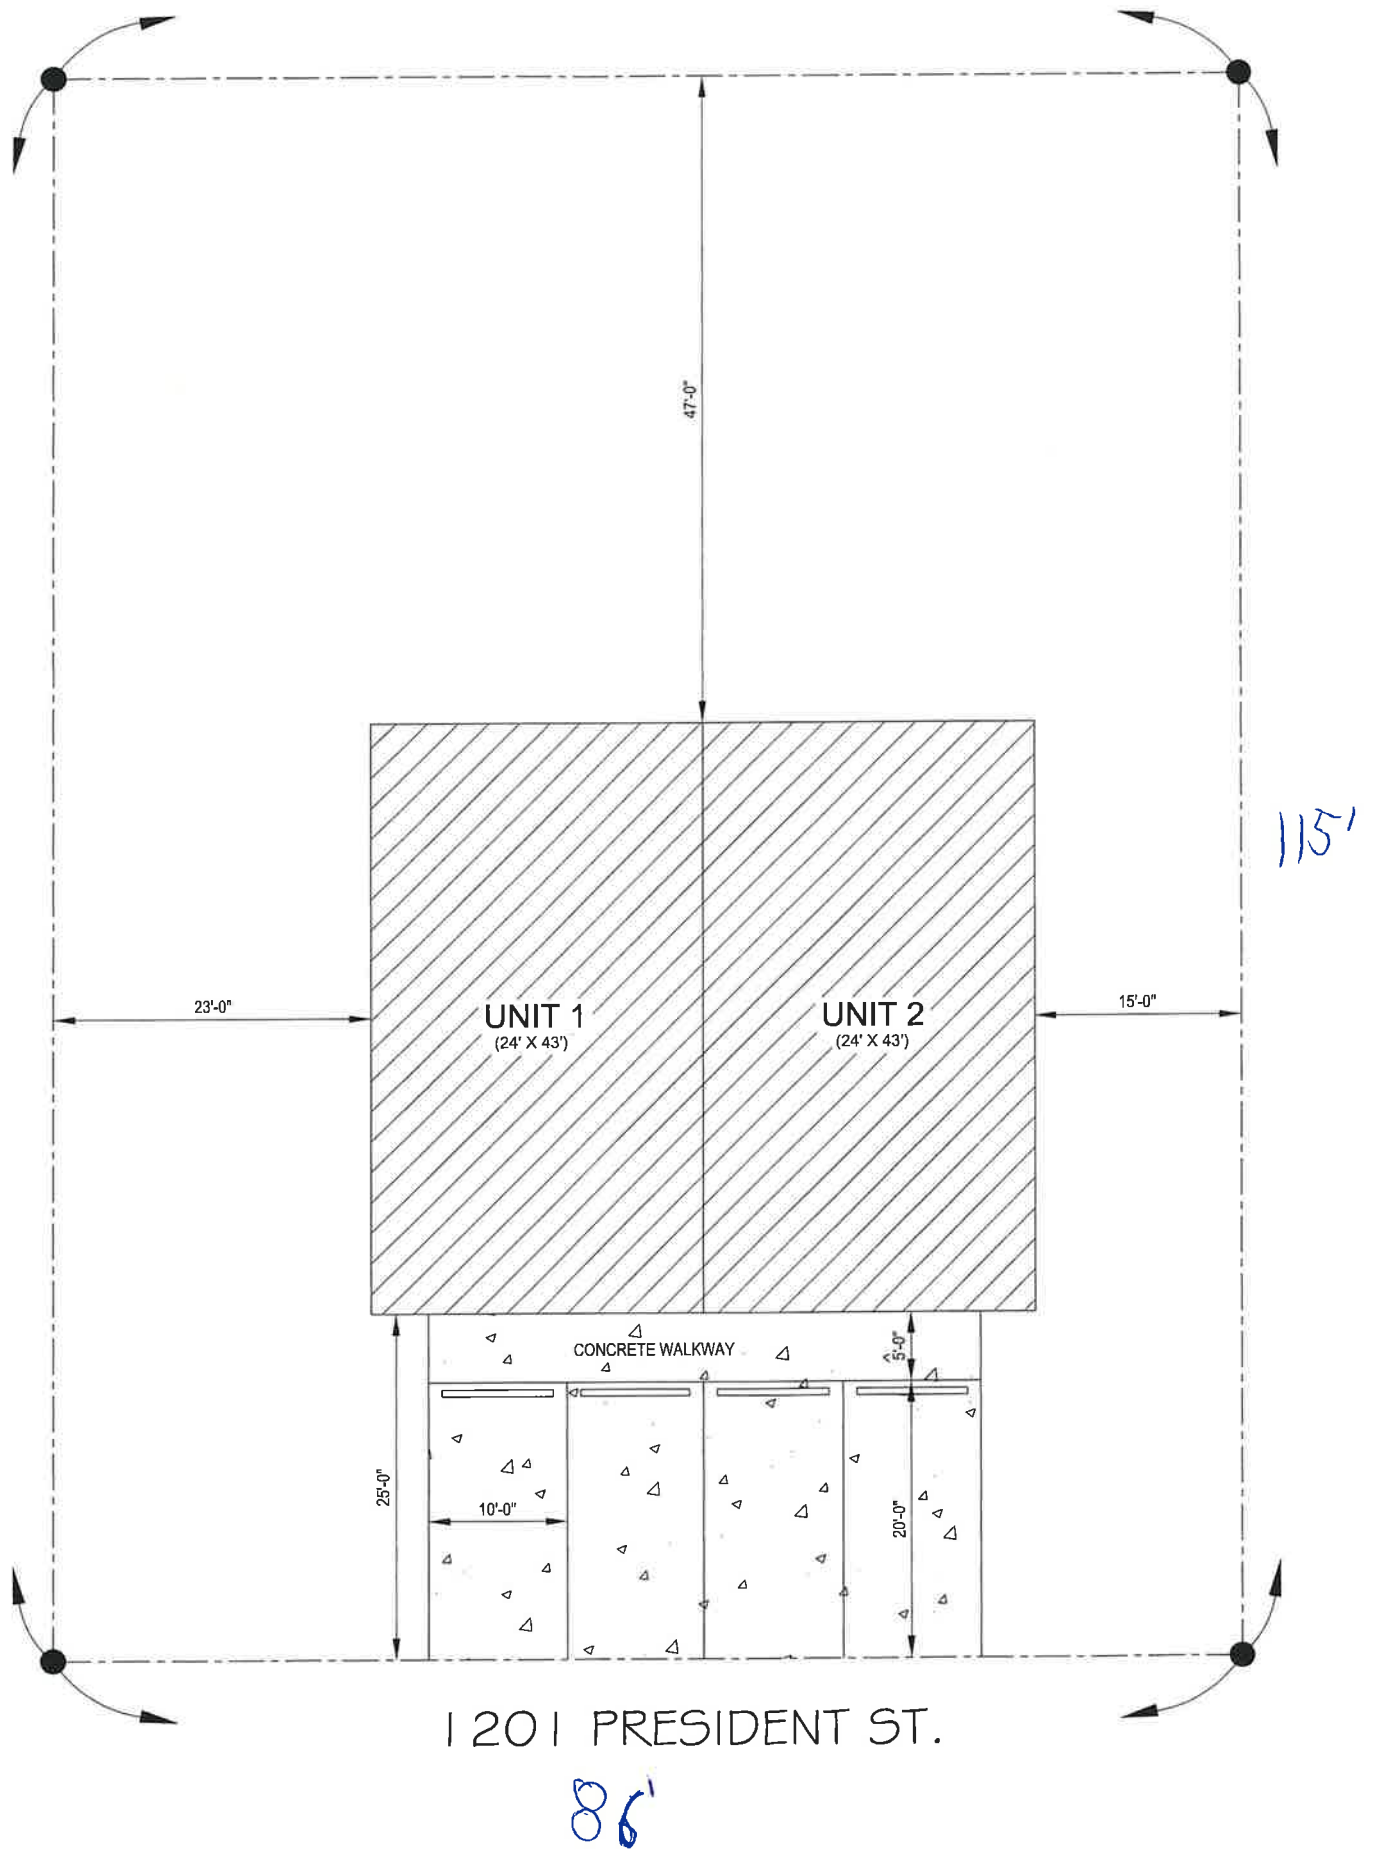 47'-0"
115'
23'-0"
UNIT 1
(24' X 43')
UNIT 2
(24' X 43')
15'-0"
CONCRETE WALKWAY
5'-0"
25'-0"
10'-0"
20'-0"
1201 PRESIDENT ST.
86'